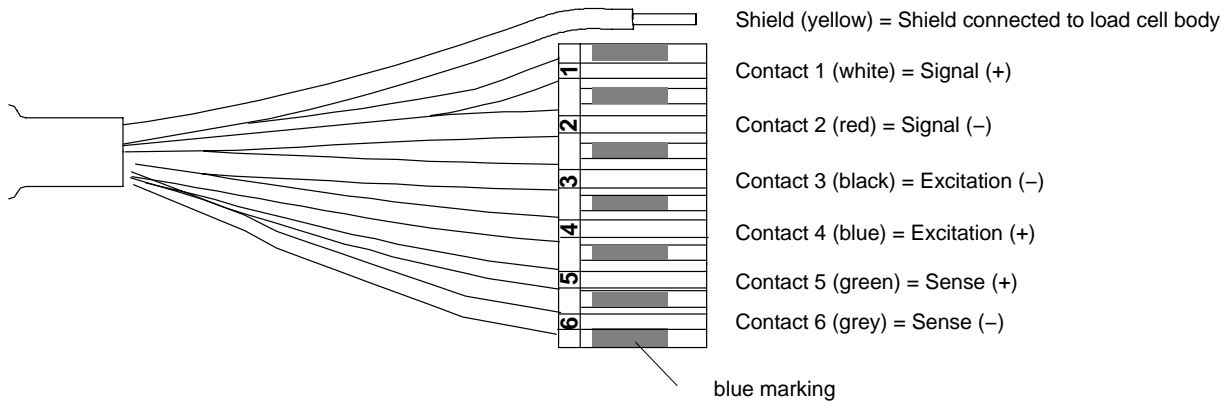 Shield (yellow) = Shield connected to load cell body
1
Contact 1 (white) = Signal (+)
2
Contact 2 (red) = Signal (−)
3
Contact 3 (black) = Excitation (−)
4
Contact 4 (blue) = Excitation (+)
5
Contact 5 (green) = Sense (+)
6
Contact 6 (grey) = Sense (−)
blue marking